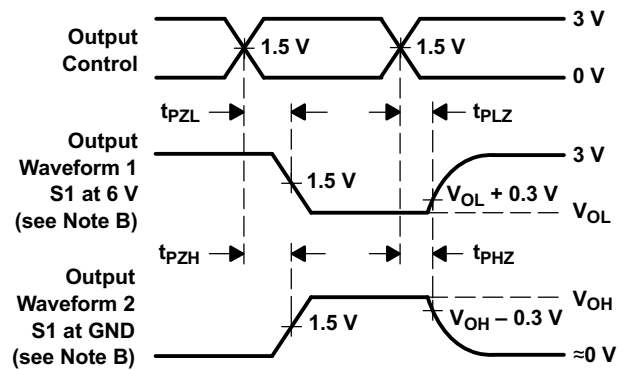 Output
Control
1.5 V
1.5 V
3 V
0 V
tPZL
tPLZ
Output
Waveform 1
S1 at 6 V
(see Note B)
1.5 V
3 V
VOL + 0.3 V
VOL
tPZH
tPHZ
Output
Waveform 2
S1 at GND
(see Note B)
1.5 V
VOH
VOH – 0.3 V
≈0 V